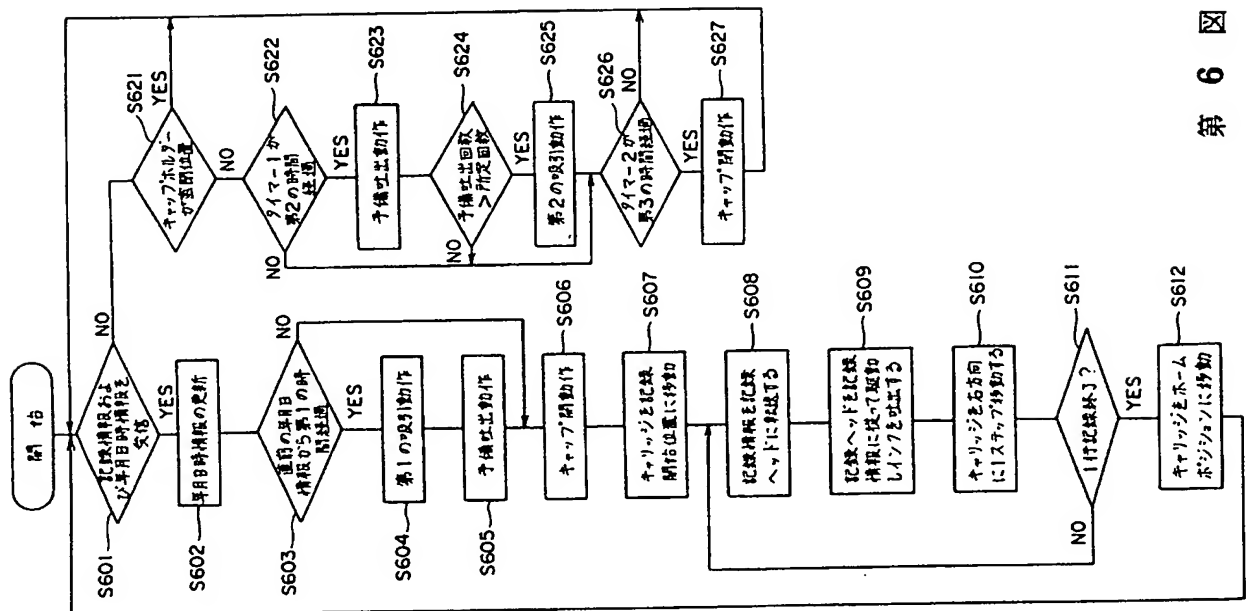 開始
S601
記録情報およ
び年月日時情報を
受信
NO
YES
S602
年月日時情報の更新
S603
直前の年月日
情報から第1の時
間経過
NO
YES
S604
第1の吸引動作
S605
予備吐出動作
S606
キャップ開動作
S607
キャリッジを記録
開始位置に移動
S608
記録情報を記録
ヘッドに転送する
S609
記録ヘッドを記録
情報に従って駆動
しインクを吐出する
S610
キャリッジを右方向
に1ステップ移動する
S611
1行記録終了?
NO
YES
S612
キャリッジをホーム
ポジションに移動
S621
キャップホルダー
が全閉位置
YES
NO
S622
タイマー1が
第2の時間
経過
NO
YES
S623
予備吐出動作
S624
予備吐出回数
>所定回数
NO
YES
S625
第2の吸引動作
S626
タイマー2が
第3の時間経過
NO
YES
S627
キャップ閉動作
第6図